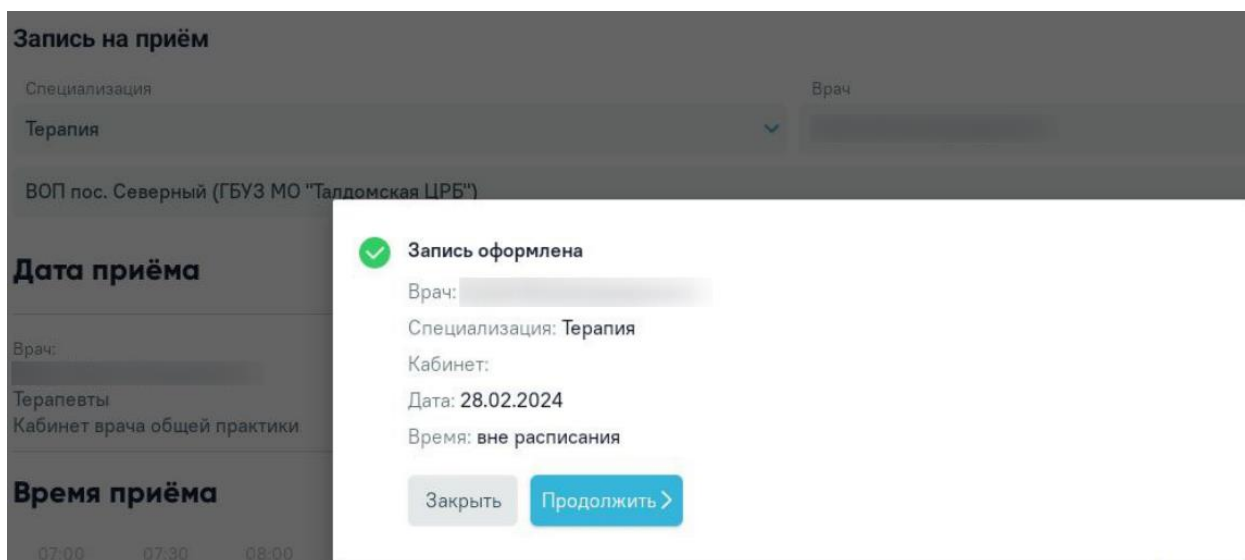 Запись на приём
Специализация
Врач
Терапия
ВОП пос. Северный (ГБУЗ МО "Талдомская ЦРБ")
Дата приёма
Врач:
Терапевты
Кабинет врача общей практики
Время приёма
07:00 07:30 08:00
Запись оформлена
Врач:
Специализация: Терапия
Кабинет:
Дата: 28.02.2024
Время: вне расписания
Закрыть
Продолжить >